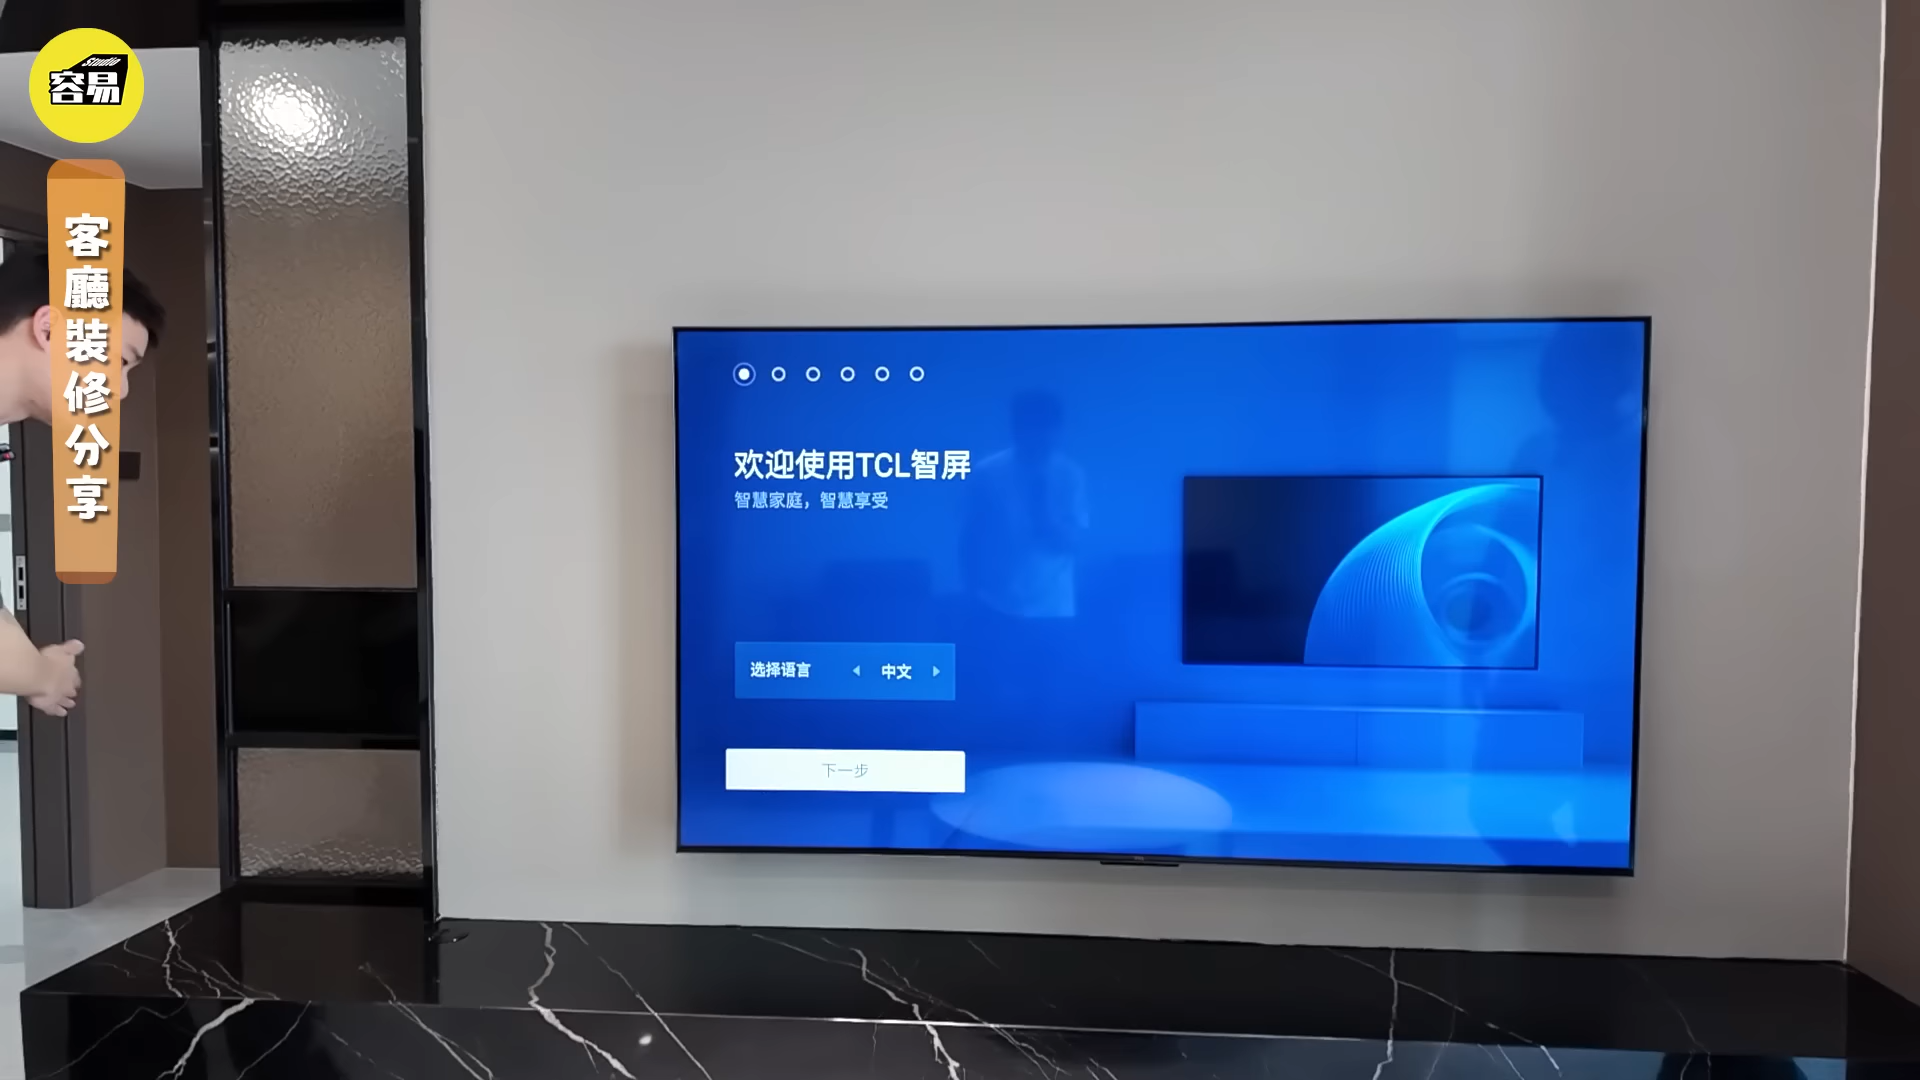 Studio
容易
客廳裝修分享
欢迎使用TCL智屏
智慧家庭，智慧享受
选择语言 中文
下一步